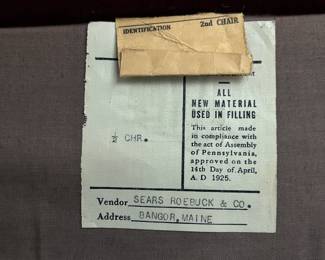 IDENTIFICATION 2nd CHAIR
ALL
NEW MATERIAL
USED IN FILLING
This article made
in compliance with
the act of Assembly
of Pennsylvania,
approved on the
14th Day of April,
A. D 1925.
½ CHR.
Vendor SEARS ROEBUCK & CO.
Address BANGOR, MAINE